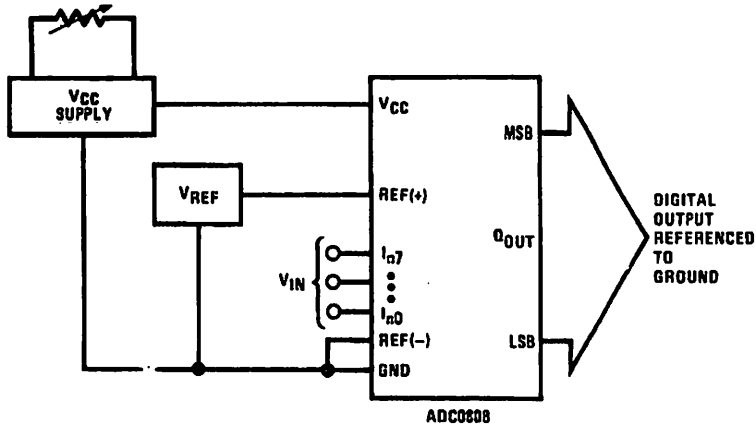 VCC
SUPPLY
VCC
MSB
VREF
REF(+)
DIGITAL
OUTPUT
REFERENCED
TO
GROUND
QOUT
VIN
In7
In0
REF(−)
LSB
GND
ADC0808